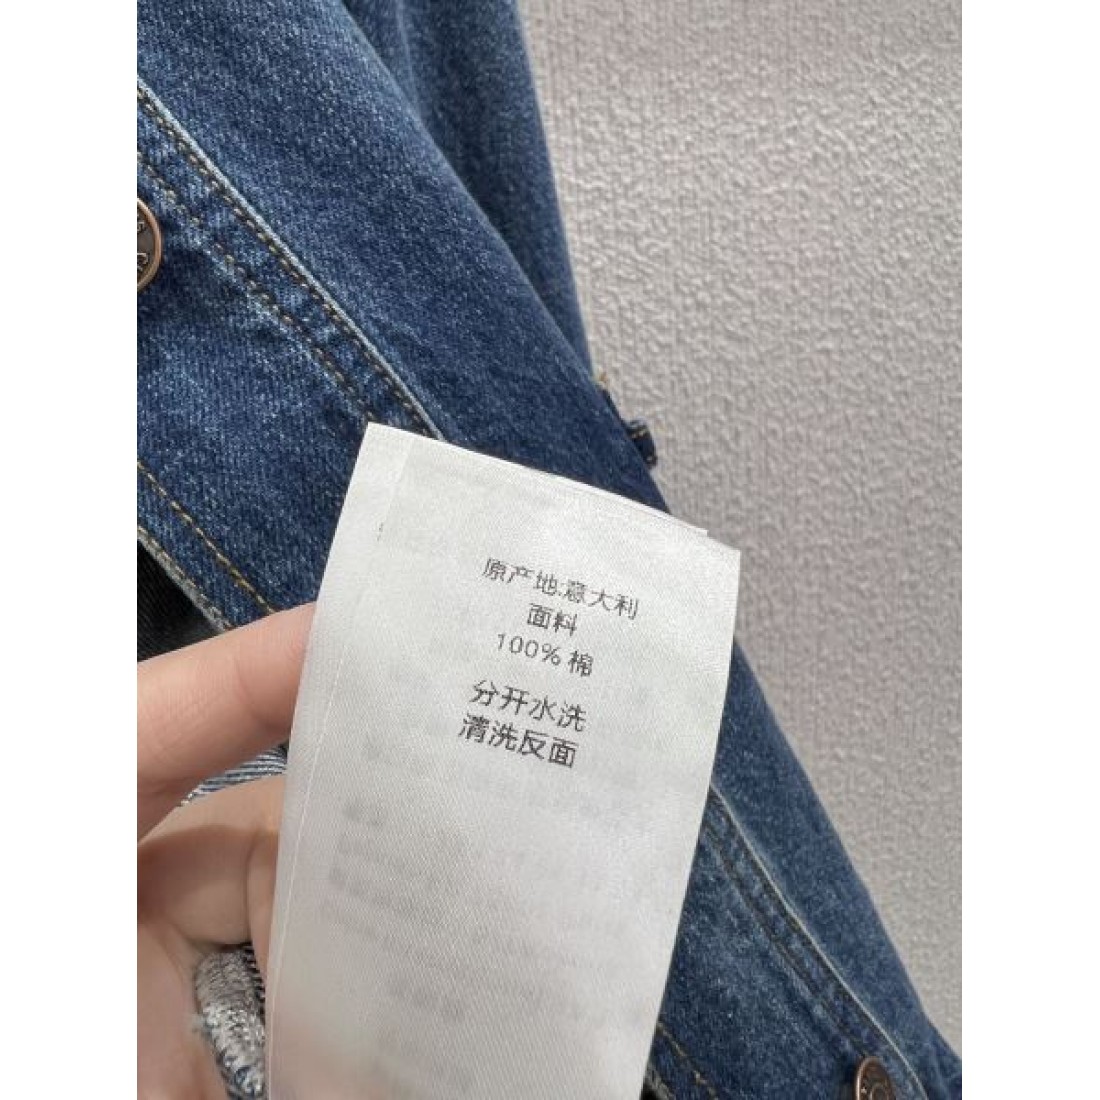 原产地:意大利
面料
100% 棉
分开水洗
清洗反面